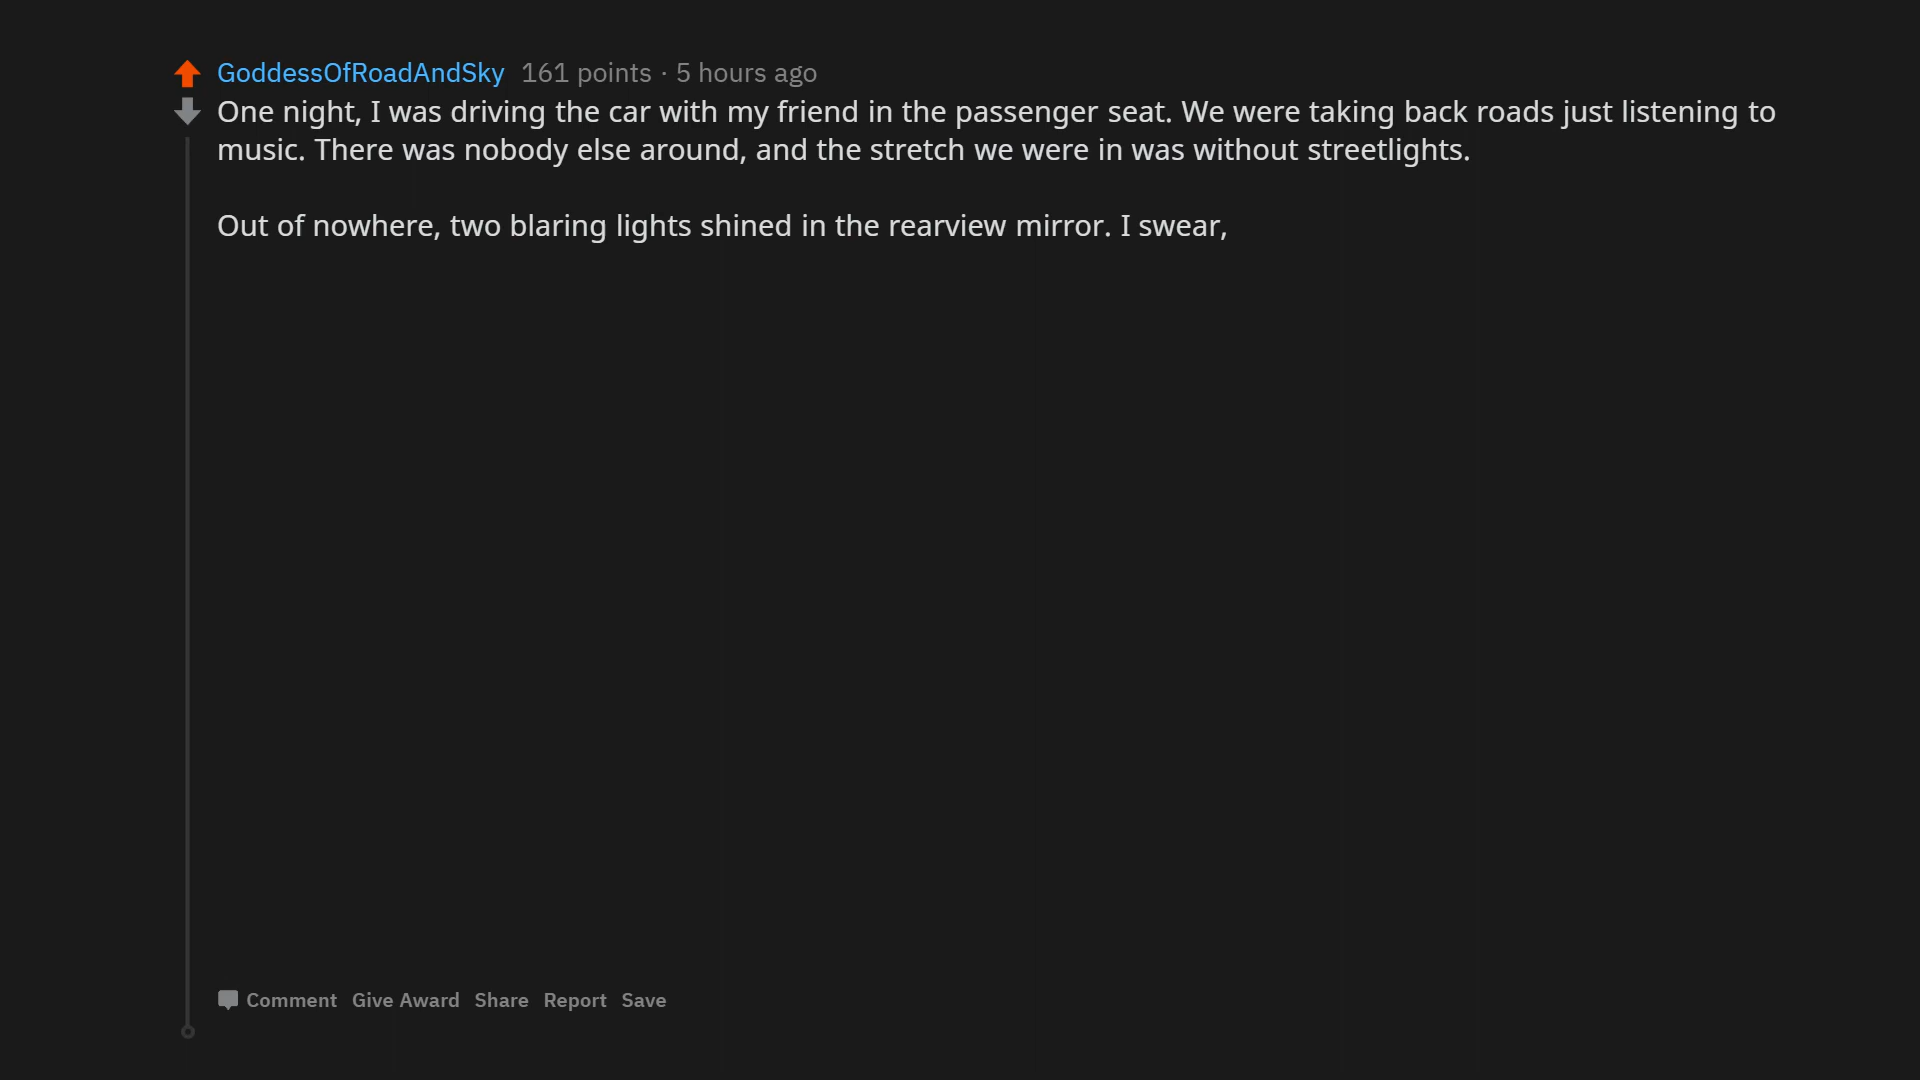 GoddessOfRoadAndSky 161 points · 5 hours ago
One night, I was driving the car with my friend in the passenger seat. We were taking back roads just listening to
music. There was nobody else around, and the stretch we were in was without streetlights.
Out of nowhere, two blaring lights shined in the rearview mirror. I swear,
Comment Give Award Share Report Save